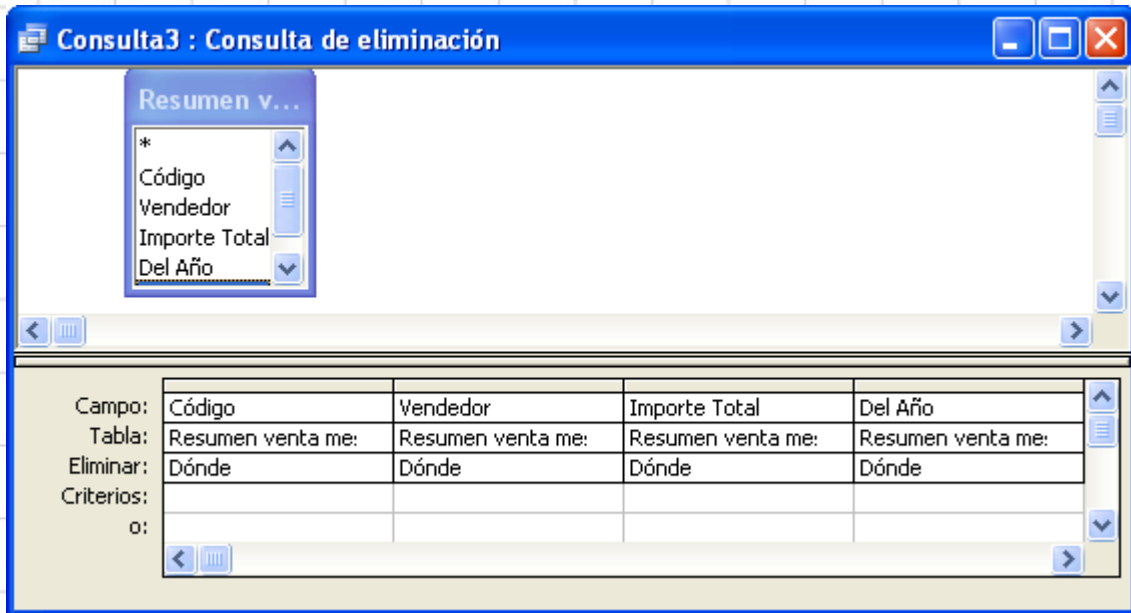 Consulta3 : Consulta de eliminación
Resumen v...
*
Código
Vendedor
Importe Total
Del Año
Campo: Código Vendedor Importe Total Del Año
Tabla: Resumen venta me: Resumen venta me: Resumen venta me: Resumen venta me:
Eliminar: Dónde Dónde Dónde Dónde
Criterios:
o: